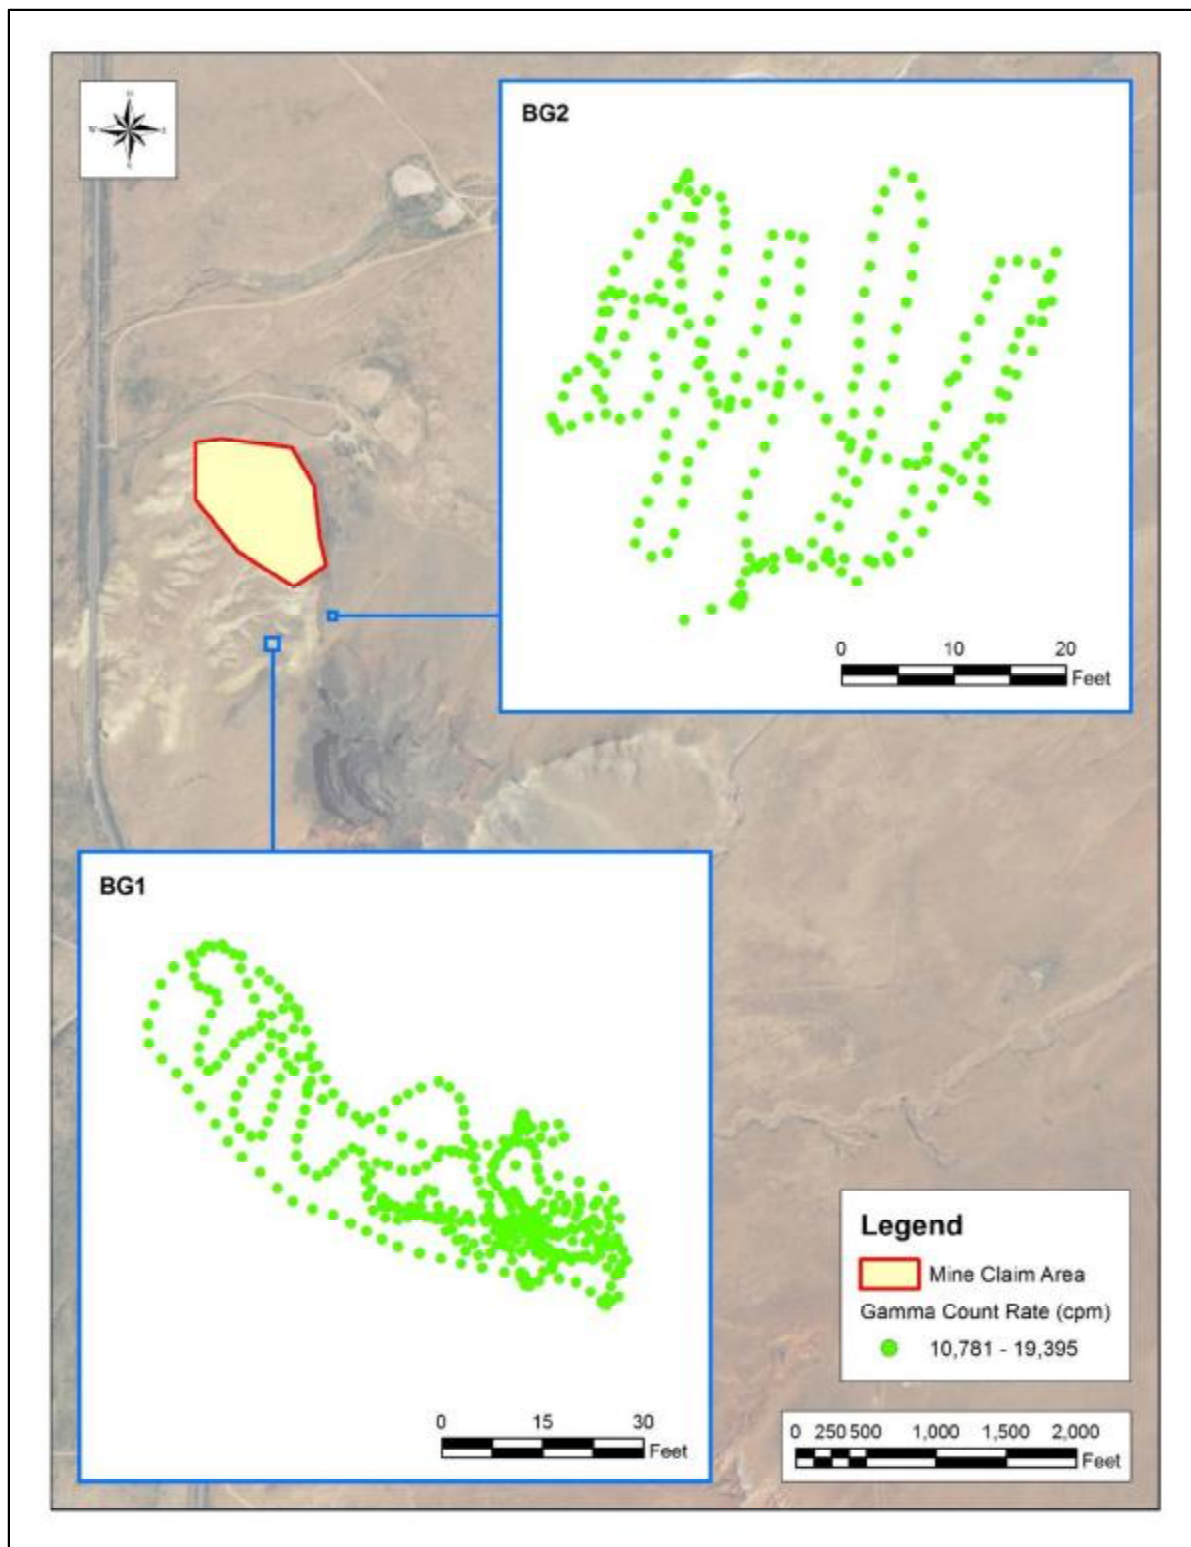 N
W E
S
BG2
0 10 20
Feet
BG1
0 15 30
Feet
Legend
Mine Claim Area
Gamma Count Rate (cpm)
10,781 - 19,395
0 250 500 1,000 1,500 2,000
Feet